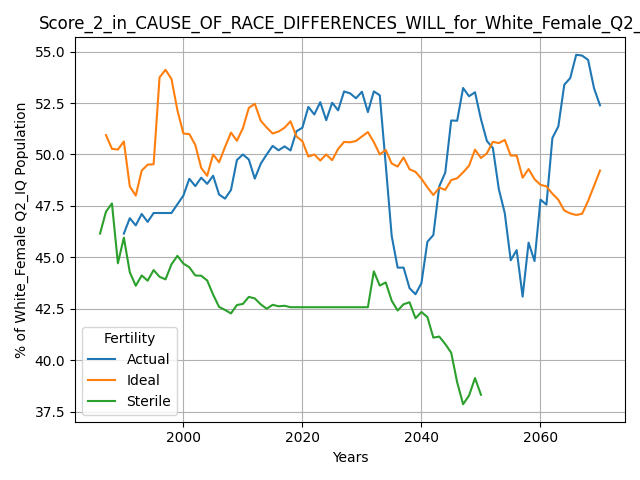 Score_2_in_CAUSE_OF_RACE_DIFFERENCES_WILL_for_White_Female_Q2_
55.0
52.5
50.0
47.5
45.0
42.5
40.0
37.5
% of White_Female Q2_IQ Population
Fertility
Actual
Ideal
Sterile
2000
2020
2040
2060
Years